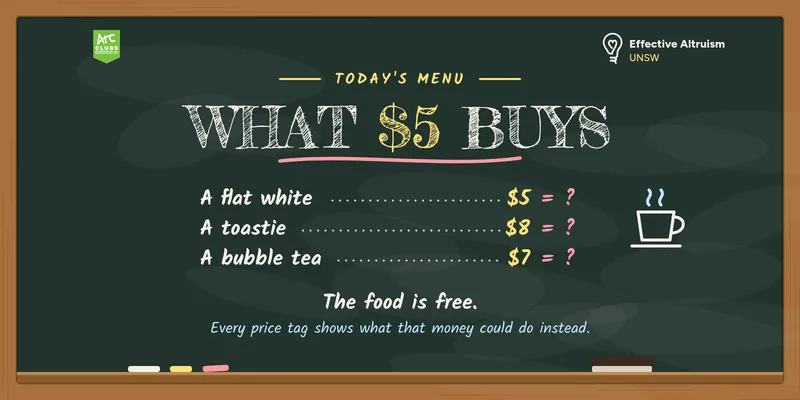 Arc
CLUBS
Effective Altruism
UNSW
TODAY'S MENU
WHAT $5 BUYS
A flat white ........................ $5 = ?
A toastie ............................ $8 = ?
A bubble tea ....................... $7 = ?
The food is free.
Every price tag shows what that money could do instead.